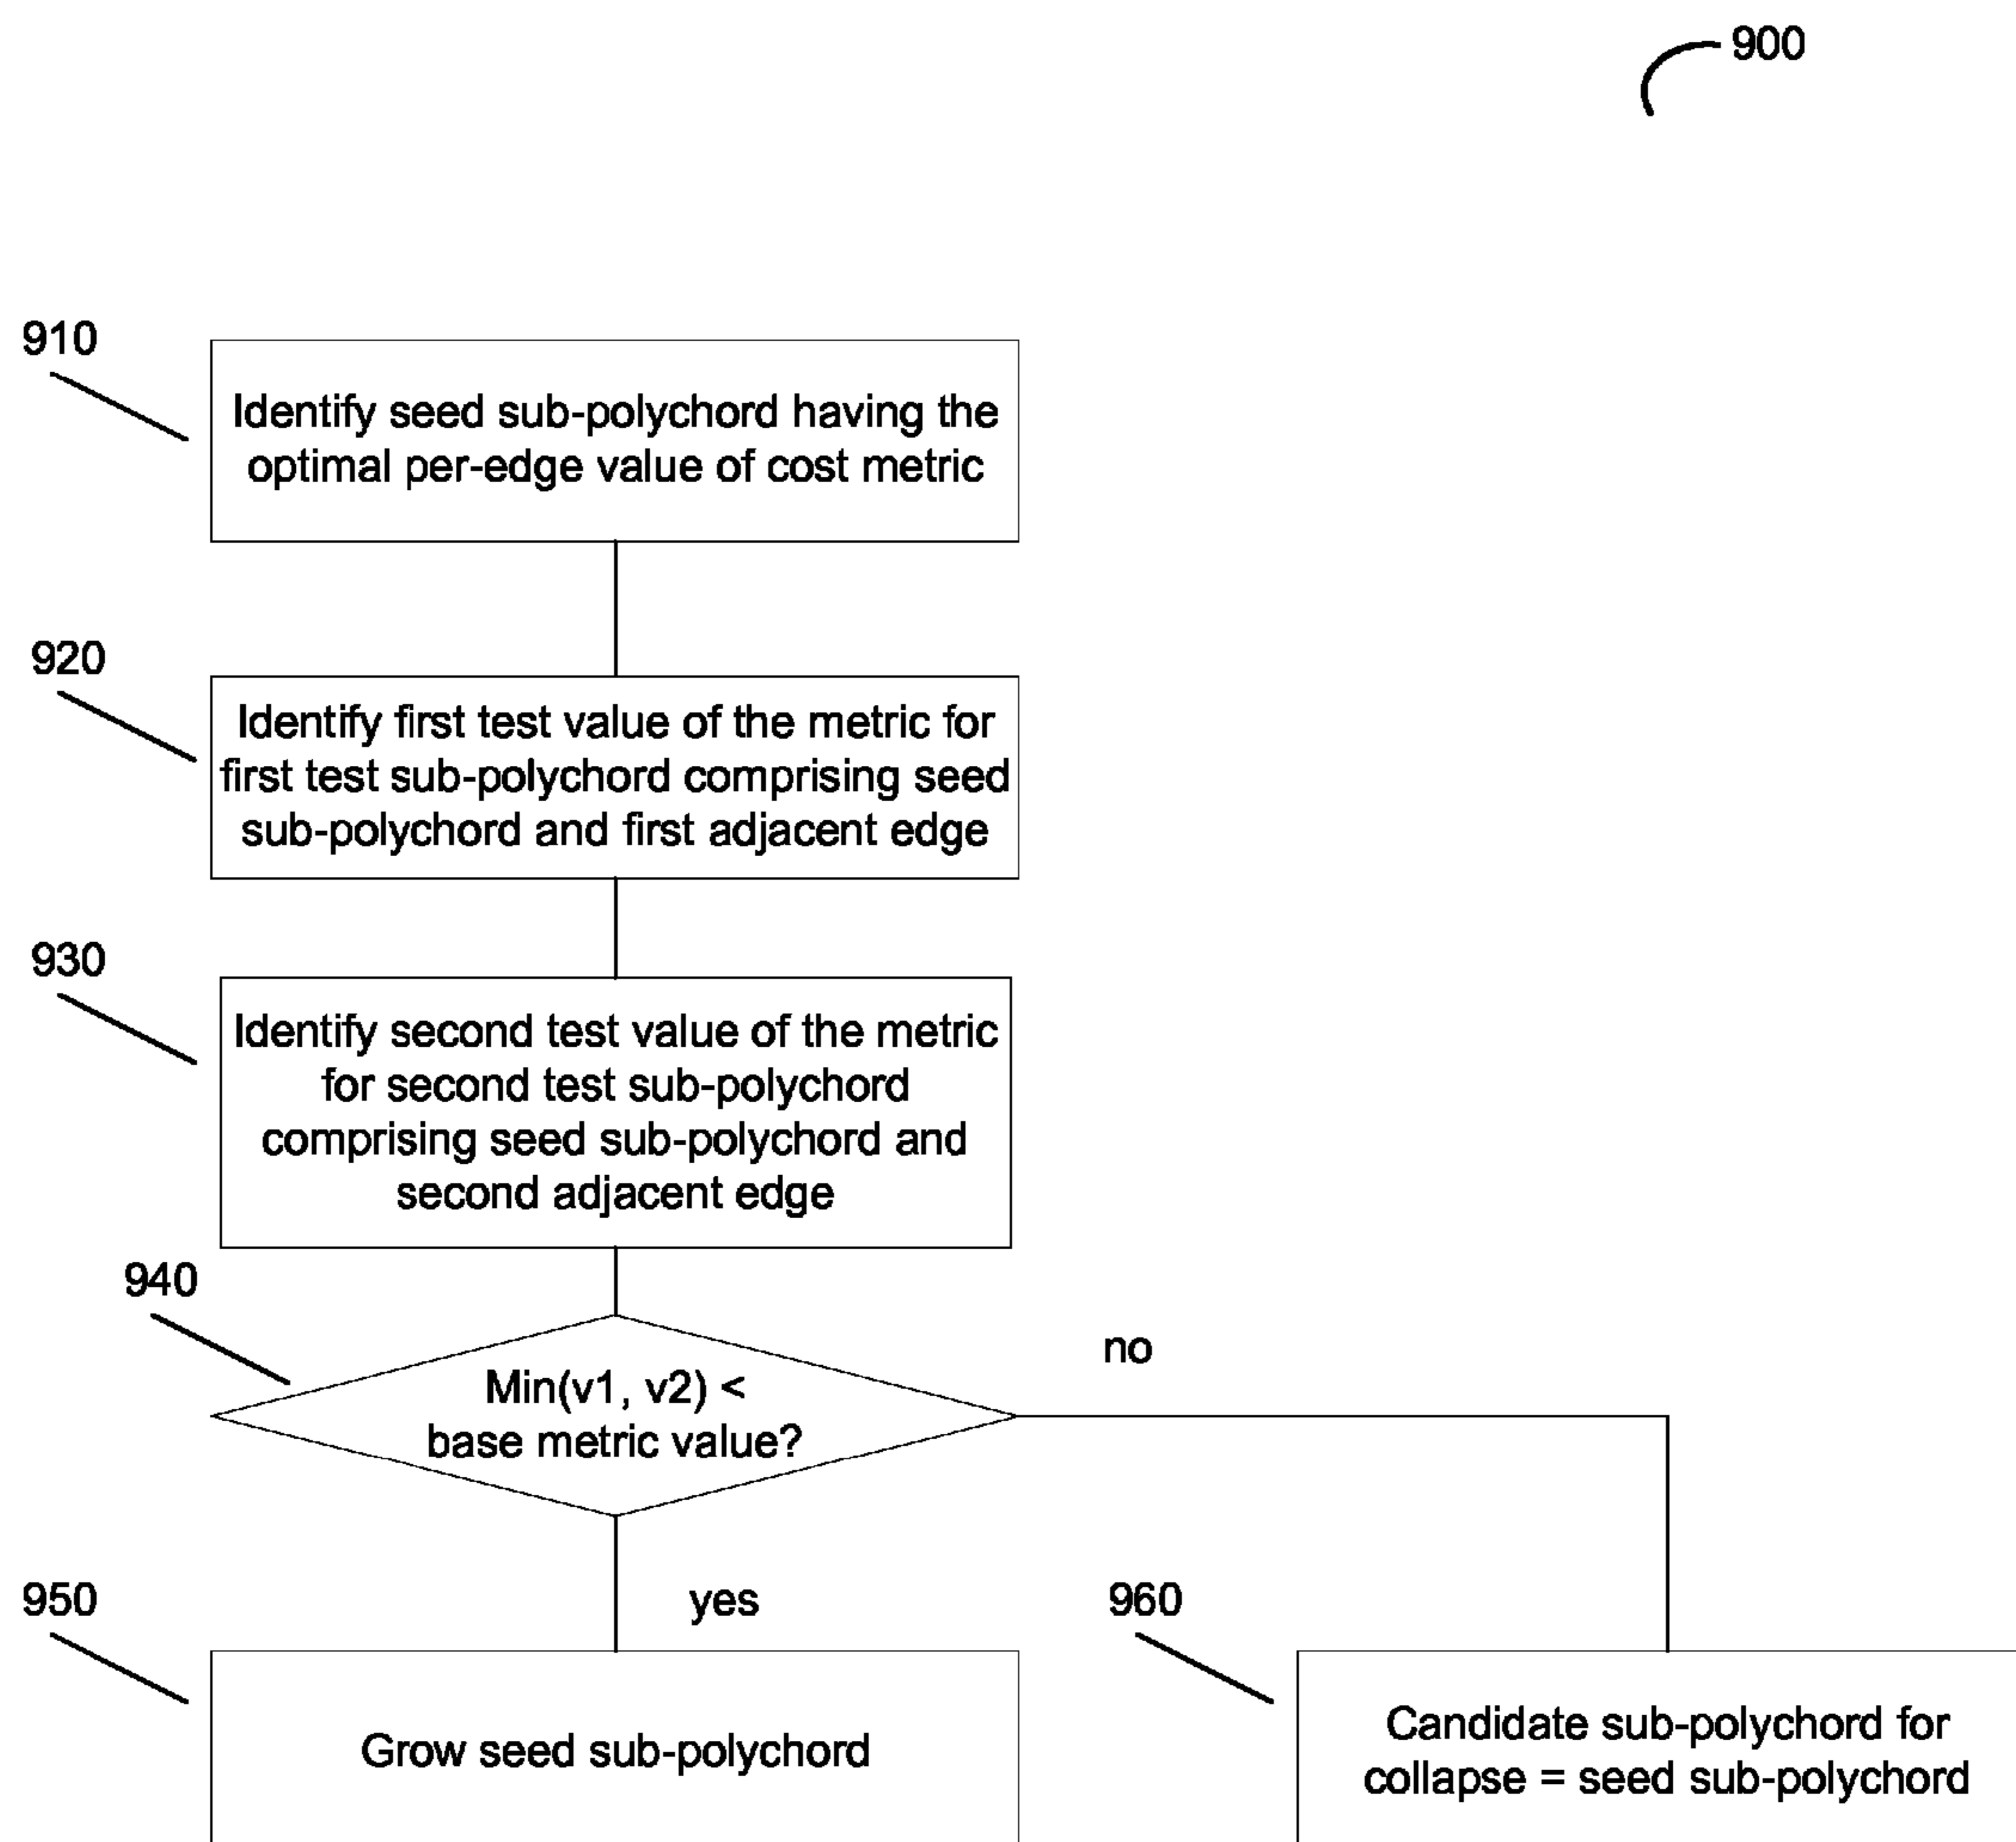 900
910
Identify seed sub-polychord having the
optimal per-edge value of cost metric
920
Identify first test value of the metric for
first test sub-polychord comprising seed
sub-polychord and first adjacent edge
930
Identify second test value of the metric
for second test sub-polychord
comprising seed sub-polychord and
second adjacent edge
940
Min(v1, v2) <
base metric value?
no
yes
950
Grow seed sub-polychord
960
Candidate sub-polychord for
collapse = seed sub-polychord